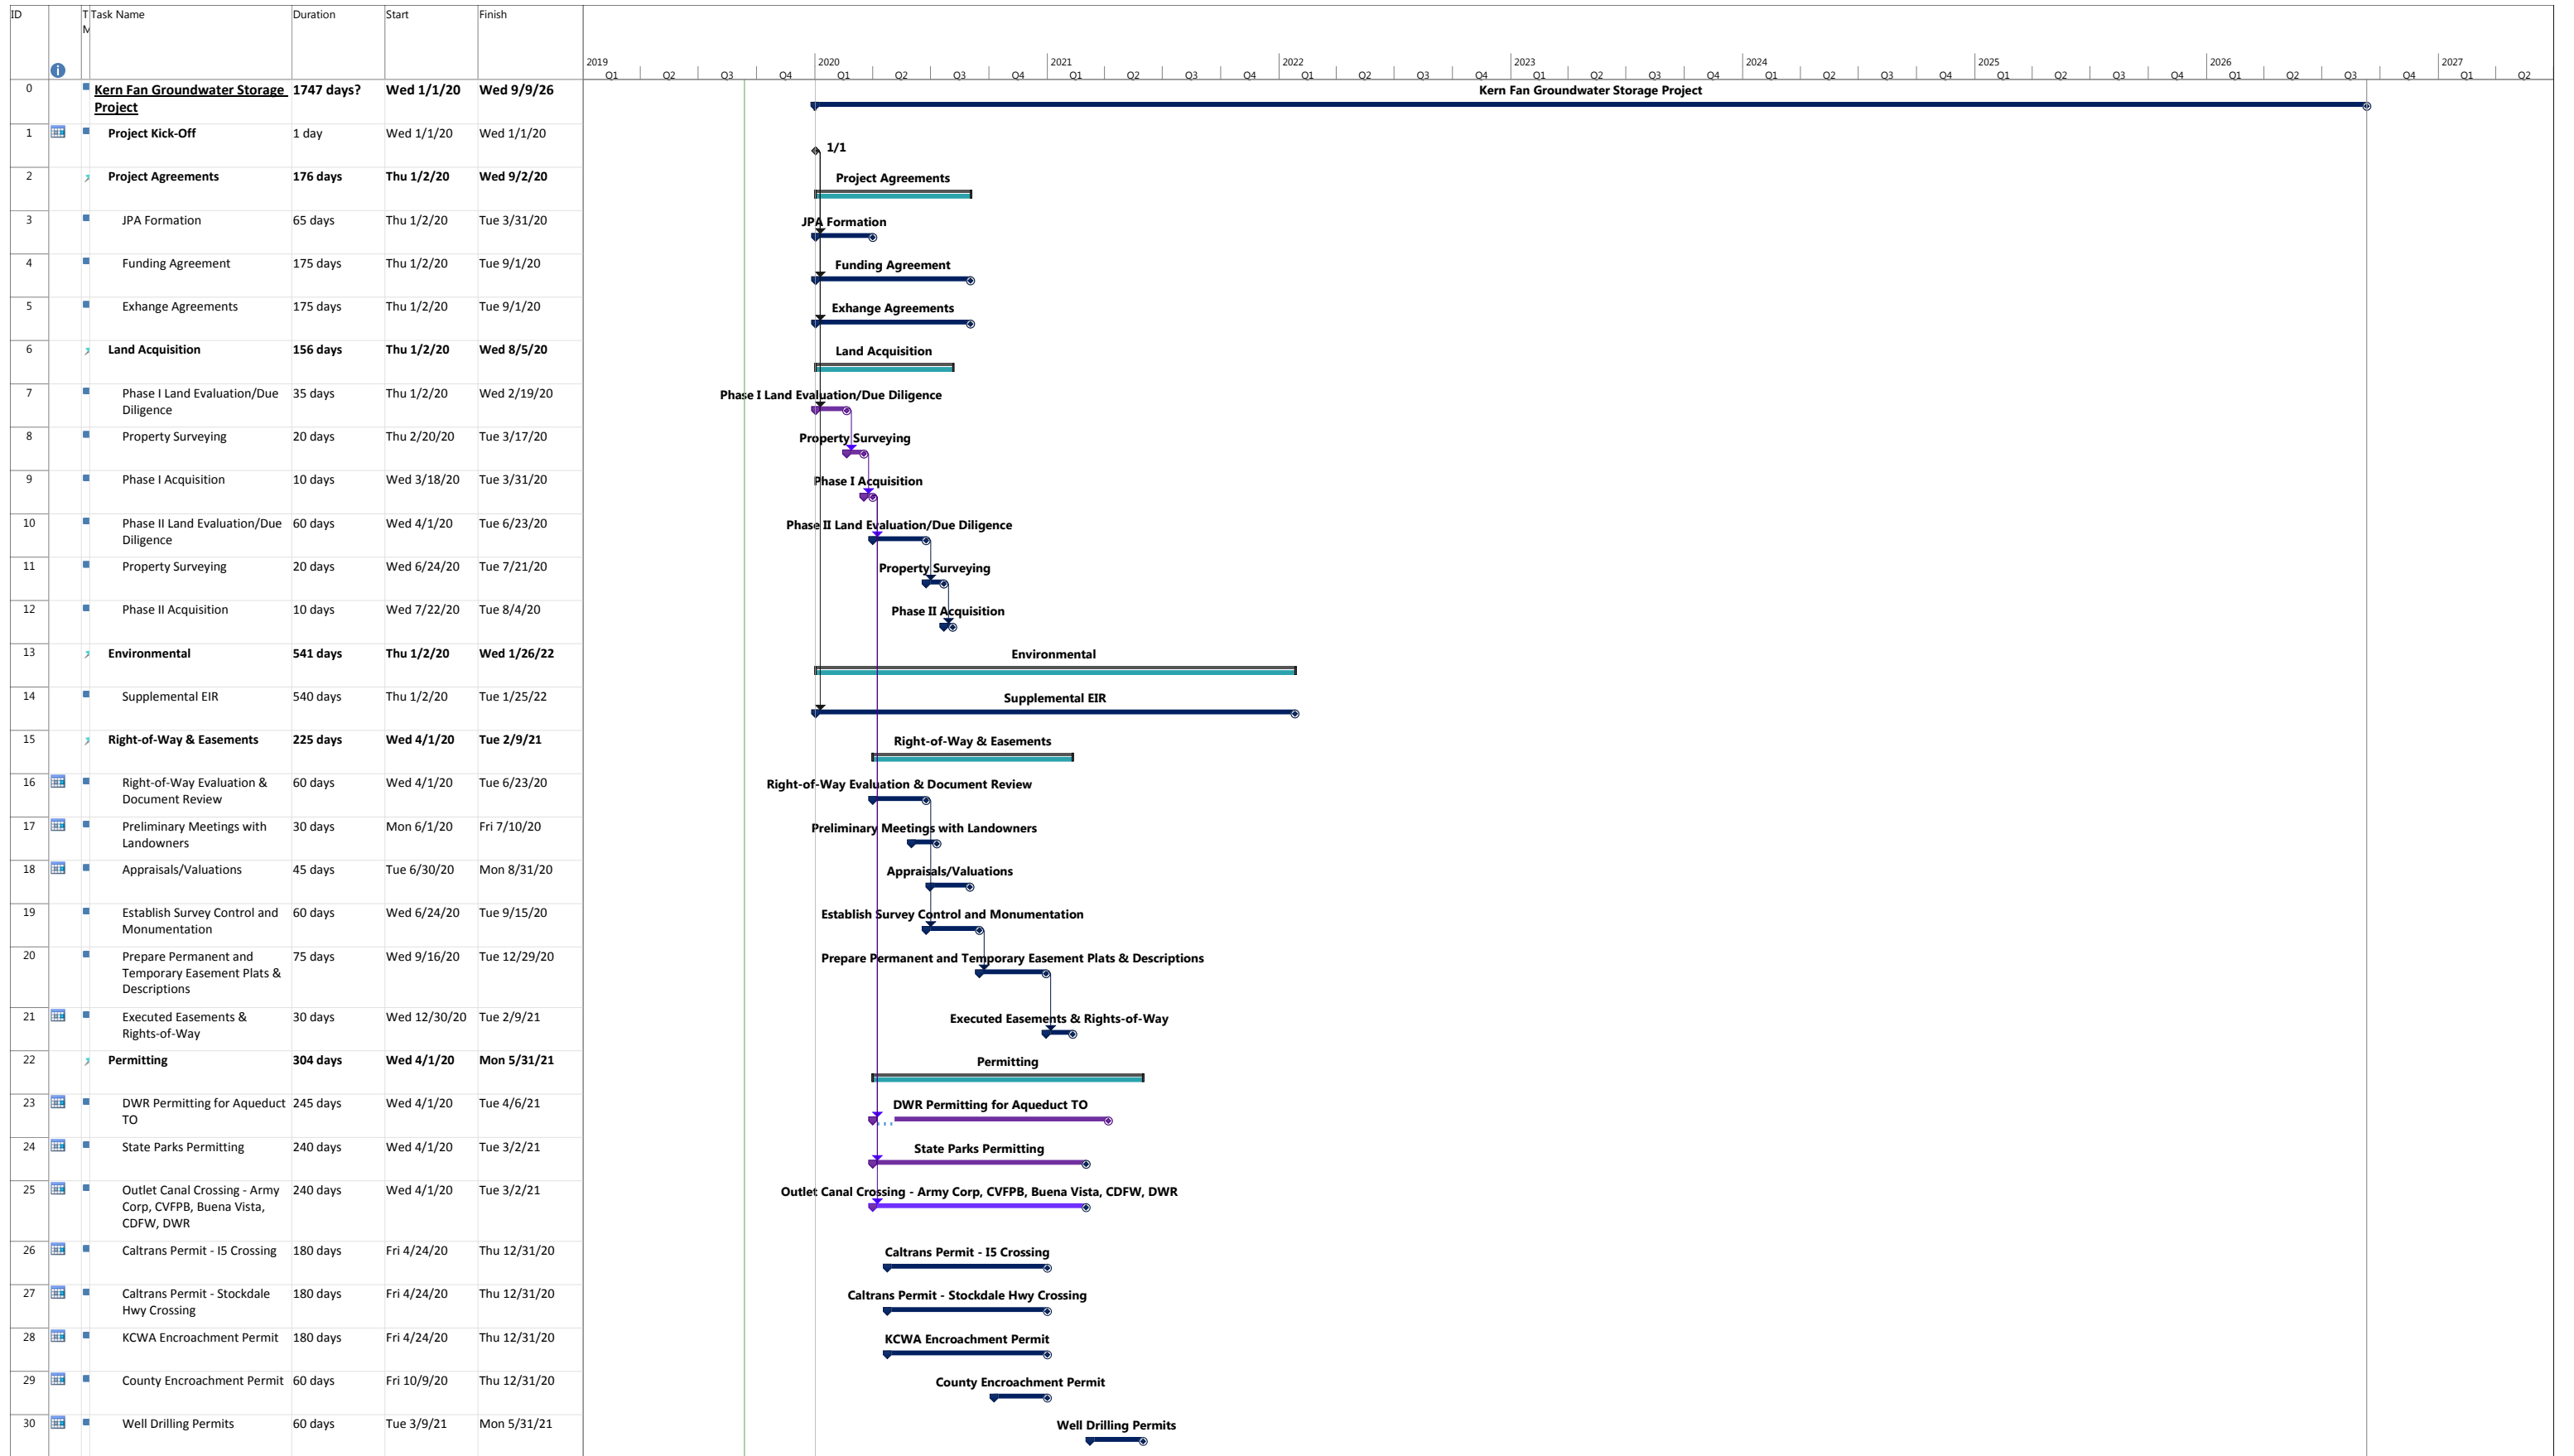 ID T Task Name Duration Start Finish
M
2019 2020 2021 2022 2023 2024 2025 2026 2027
Q1 Q2 Q3 Q4 Q1 Q2 Q3 Q4 Q1 Q2 Q3 Q4 Q1 Q2 Q3 Q4 Q1 Q2 Q3 Q4 Q1 Q2 Q3 Q4 Q1 Q2 Q3 Q4 Q1 Q2 Q3 Q4 Q1 Q2
0 Kern Fan Groundwater Storage 1747 days? Wed 1/1/20 Wed 9/9/26 Kern Fan Groundwater Storage Project
Project
1 Project Kick-Off 1 day Wed 1/1/20 Wed 1/1/20
1/1
2 Project Agreements 176 days Thu 1/2/20 Wed 9/2/20 Project Agreements
3 JPA Formation 65 days Thu 1/2/20 Tue 3/31/20 JPA Formation
4 Funding Agreement 175 days Thu 1/2/20 Tue 9/1/20 Funding Agreement
5 Exhange Agreements 175 days Thu 1/2/20 Tue 9/1/20 Exhange Agreements
6 Land Acquisition 156 days Thu 1/2/20 Wed 8/5/20 Land Acquisition
7 Phase I Land Evaluation/Due 35 days Thu 1/2/20 Wed 2/19/20 Phase I Land Evaluation/Due Diligence
Diligence
8 Property Surveying 20 days Thu 2/20/20 Tue 3/17/20 Property Surveying
9 Phase I Acquisition 10 days Wed 3/18/20 Tue 3/31/20 Phase I Acquisition
10 Phase II Land Evaluation/Due 60 days Wed 4/1/20 Tue 6/23/20 Phase II Land Evaluation/Due Diligence
Diligence
11 Property Surveying 20 days Wed 6/24/20 Tue 7/21/20 Property Surveying
12 Phase II Acquisition 10 days Wed 7/22/20 Tue 8/4/20 Phase II Acquisition
13 Environmental 541 days Thu 1/2/20 Wed 1/26/22 Environmental
14 Supplemental EIR 540 days Thu 1/2/20 Tue 1/25/22 Supplemental EIR
15 Right-of-Way & Easements 225 days Wed 4/1/20 Tue 2/9/21 Right-of-Way & Easements
16 Right-of-Way Evaluation & 60 days Wed 4/1/20 Tue 6/23/20 Right-of-Way Evaluation & Document Review
Document Review
17 Preliminary Meetings with 30 days Mon 6/1/20 Fri 7/10/20 Preliminary Meetings with Landowners
Landowners
18 Appraisals/Valuations 45 days Tue 6/30/20 Mon 8/31/20 Appraisals/Valuations
19 Establish Survey Control and 60 days Wed 6/24/20 Tue 9/15/20 Establish Survey Control and Monumentation
Monumentation
20 Prepare Permanent and 75 days Wed 9/16/20 Tue 12/29/20 Prepare Permanent and Temporary Easement Plats & Descriptions
Temporary Easement Plats &
Descriptions
21 Executed Easements & 30 days Wed 12/30/20 Tue 2/9/21 Executed Easements & Rights-of-Way
Rights-of-Way
22 Permitting 304 days Wed 4/1/20 Mon 5/31/21 Permitting
23 DWR Permitting for Aqueduct 245 days Wed 4/1/20 Tue 4/6/21 DWR Permitting for Aqueduct TO
TO
24 State Parks Permitting 240 days Wed 4/1/20 Tue 3/2/21 State Parks Permitting
25 Outlet Canal Crossing - Army 240 days Wed 4/1/20 Tue 3/2/21 Outlet Canal Crossing - Army Corp, CVFPB, Buena Vista, CDFW, DWR
Corp, CVFPB, Buena Vista,
CDFW, DWR
26 Caltrans Permit - I5 Crossing 180 days Fri 4/24/20 Thu 12/31/20 Caltrans Permit - I5 Crossing
27 Caltrans Permit - Stockdale 180 days Fri 4/24/20 Thu 12/31/20 Caltrans Permit - Stockdale Hwy Crossing
Hwy Crossing
28 KCWA Encroachment Permit 180 days Fri 4/24/20 Thu 12/31/20 KCWA Encroachment Permit
29 County Encroachment Permit 60 days Fri 10/9/20 Thu 12/31/20 County Encroachment Permit
30 Well Drilling Permits 60 days Tue 3/9/21 Mon 5/31/21 Well Drilling Permits